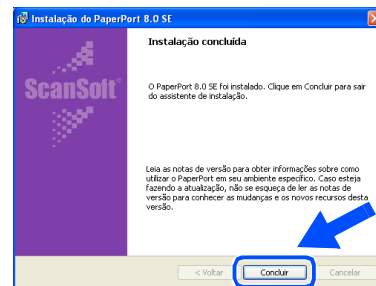 Instalação do PaperPort 8.0 SE
Instalação concluída
ScanSoft®
O PaperPort 8.0 SE foi instalado. Clique em Concluir para sair
do assistente de instalação.
Leia as notas de versão para obter informações sobre como
utilizar o PaperPort em seu ambiente específico. Caso esteja
fazendo a atualização, não se esqueça de ler as notas de
versão para conhecer as mudanças e os novos recursos desta
versão.
< Voltar Concluir Cancelar